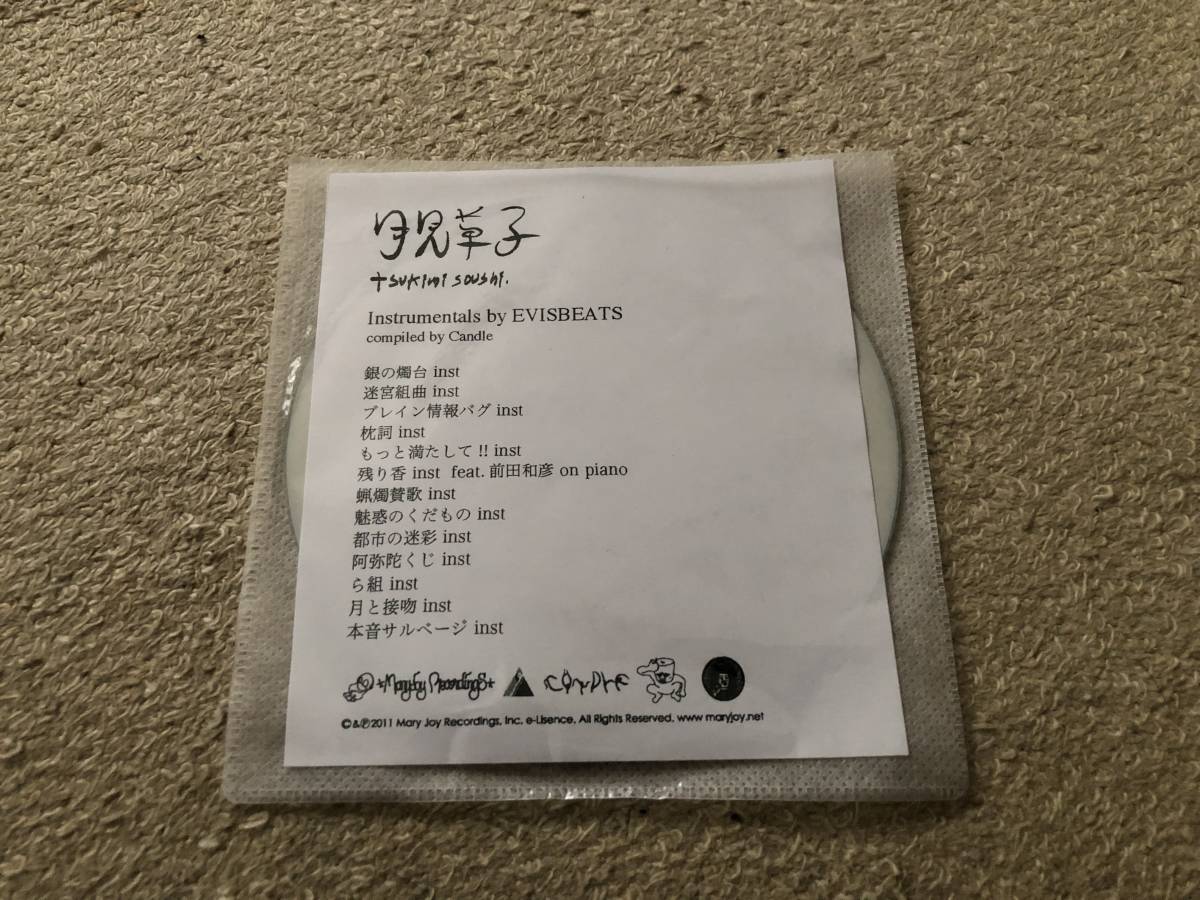 月見草子
tsukimi soushi.
Instrumentals by EVISBEATS
compiled by Candle
銀の燭台 inst
迷宮組曲 inst
ブレイン情報バグ inst
枕詞 inst
もっと満たして!! inst
残り香 inst feat. 前田和彦 on piano
蝋燭賛歌 inst
魅惑のくだもの inst
都市の迷彩 inst
阿弥陀くじ inst
ら組 inst
月と接吻 inst
本音サルベージ inst
Mary Joy Recordings
©&℗2011 Mary Joy Recordings, Inc. e-Lisence, All Rights Reserved. www.maryjoy.net